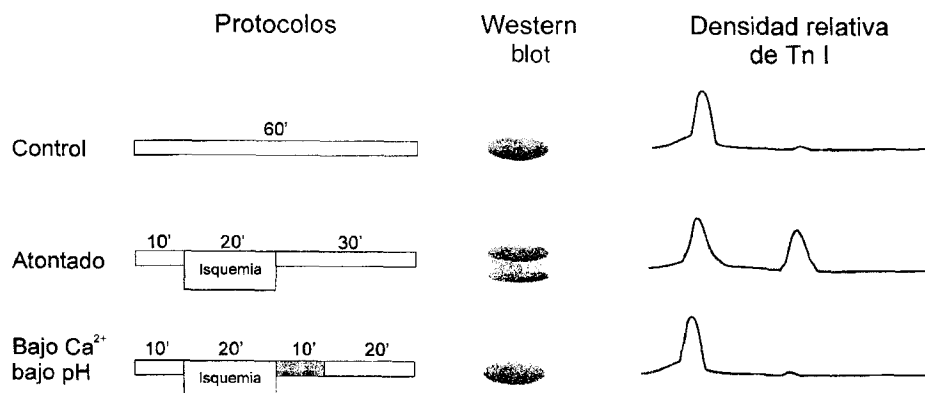 Protocolos
Western
blot
Densidad relativa
de Tn I
Control
60'
Atontado
10' 20' 30'
Isquemia
Bajo Ca²⁺
bajo pH
10' 20' 10' 20'
Isquemia